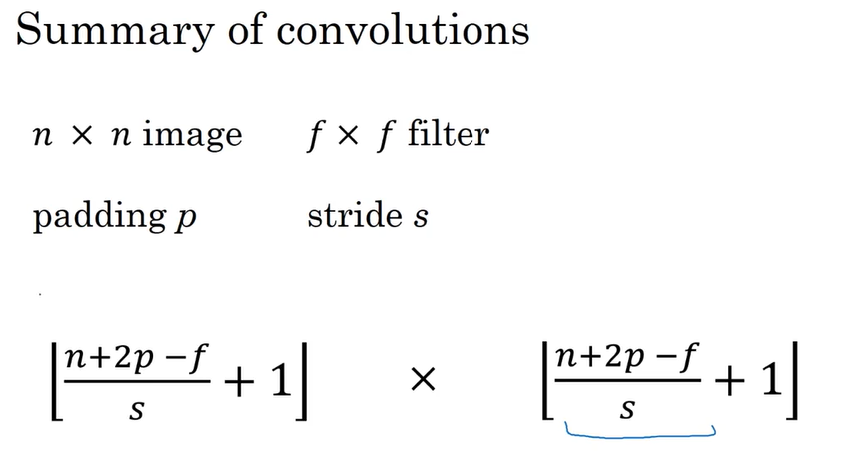 Summary of convolutions
n × n image f × f filter
padding p stride s
⌊(n+2p −f)/s + 1⌋ × ⌊(n+2p −f)/s + 1⌋